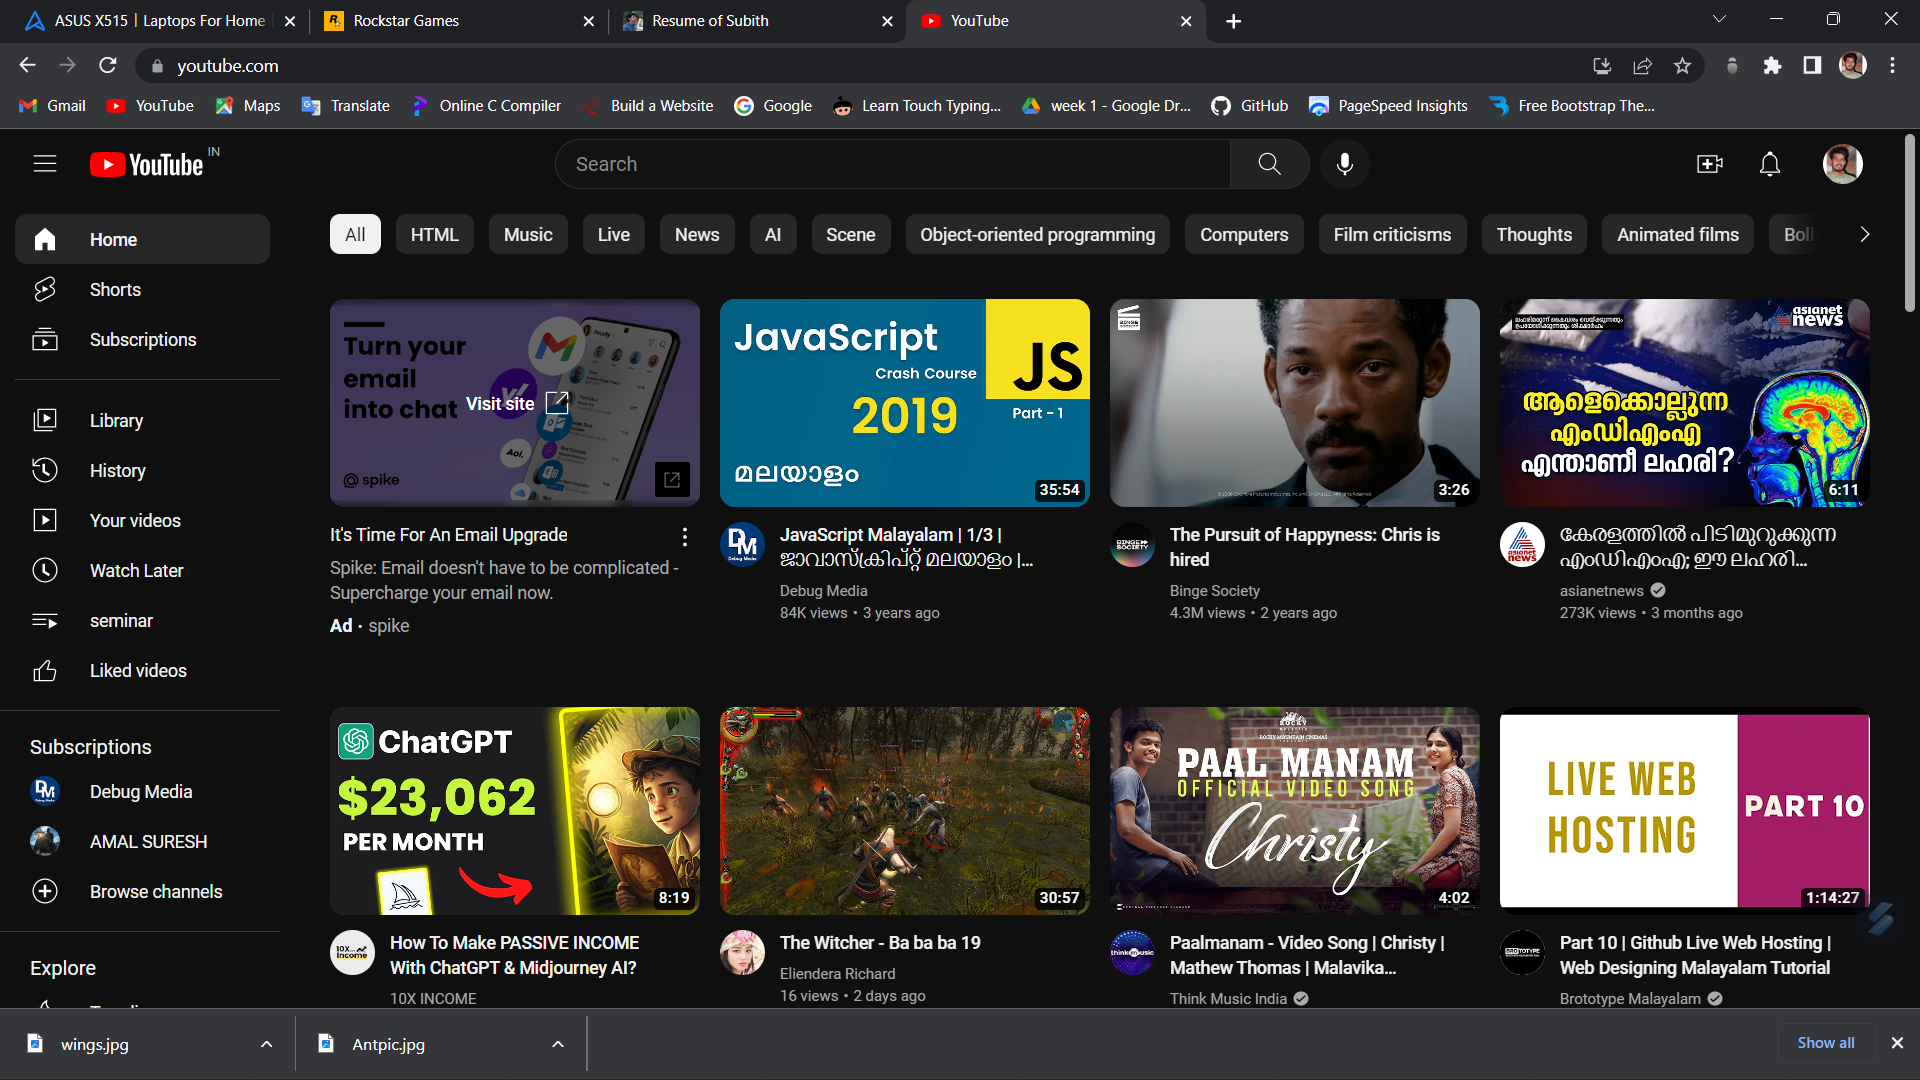 ASUS X515 | Laptops For Home
Rockstar Games
Resume of Subith
YouTube
youtube.com
Gmail
YouTube
Maps
Translate
Online C Compiler
Build a Website
Google
Learn Touch Typing...
week 1 - Google Dr...
GitHub
PageSpeed Insights
Free Bootstrap The...
YouTube IN
Search
Home
Shorts
Subscriptions
Library
History
Your videos
Watch Later
seminar
Liked videos
Subscriptions
Debug Media
AMAL SURESH
Browse channels
Explore
All
HTML
Music
Live
News
AI
Scene
Object-oriented programming
Computers
Film criticisms
Thoughts
Animated films
Turn your
email
into chat
Visit site
Aol.
spike
It's Time For An Email Upgrade
Spike: Email doesn't have to be complicated -
Supercharge your email now.
Ad · spike
JavaScript
Crash Course
2019
JS
Part - 1
മലയാളം
35:54
JavaScript Malayalam | 1/3 |
ജാവാസ്ക്രിപ്റ്റ് മലയാളം |...
Debug Media
84K views • 3 years ago
BINGE
SOCIETY
3:26
The Pursuit of Happyness: Chris is
hired
Binge Society
4.3M views • 2 years ago
asianet
news
ആളെക്കൊല്ലുന്ന
എംഡിഎംഎ
എന്താണീ ലഹരി?
6:11
കേരളത്തിൽ പിടിമുറുക്കുന്ന
എംഡിഎംഎ; ഈ ലഹരി...
asianetnews
273K views • 3 months ago
ChatGPT
$23,062
PER MONTH
8:19
How To Make PASSIVE INCOME
With ChatGPT & Midjourney AI?
10X INCOME
30:57
The Witcher - Ba ba ba 19
Eliendera Richard
16 views • 2 days ago
ROCKY MOUNTAIN CINEMAS
PAAL MANAM
OFFICIAL VIDEO SONG
Christy
4:02
Paalmanam - Video Song | Christy |
Mathew Thomas | Malavika...
Think Music India
LIVE WEB
HOSTING
PART 10
1:14:27
Part 10 | Github Live Web Hosting |
Web Designing Malayalam Tutorial
Brototype Malayalam
wings.jpg
Antpic.jpg
Show all